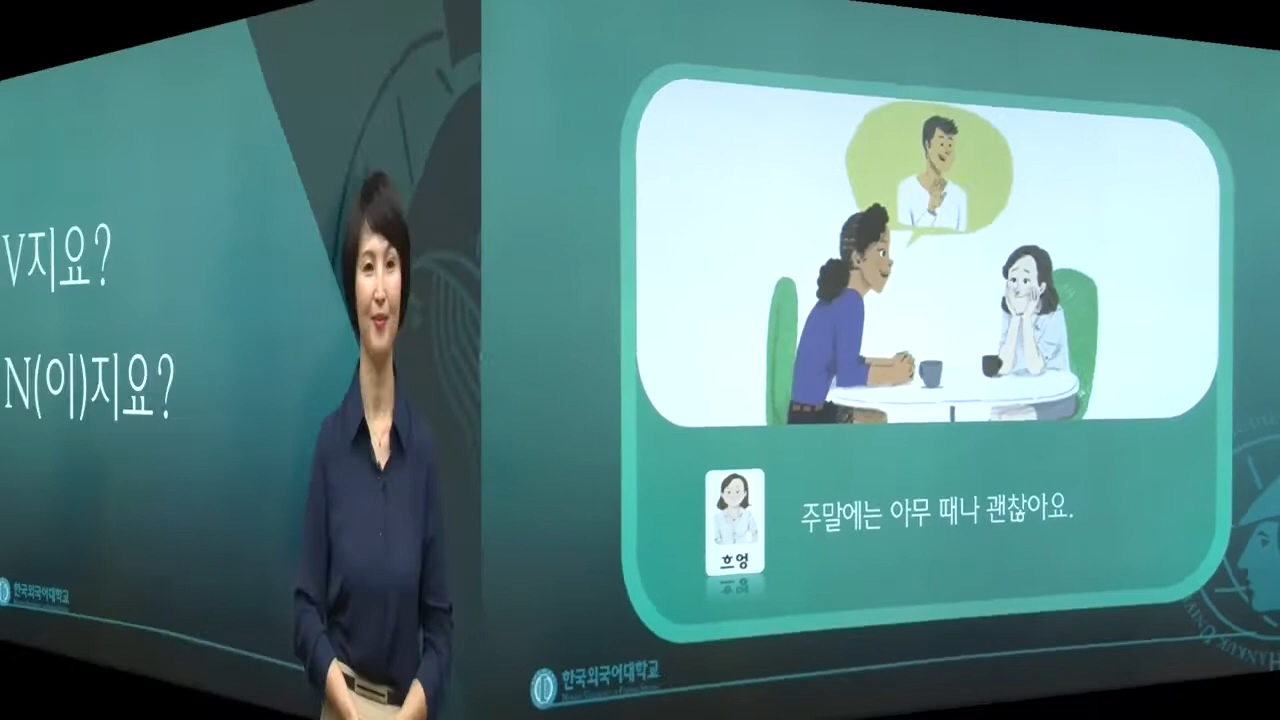 V지요?
N(이)지요?
한국외국어대학교
주말에는 아무 때나 괜찮아요.
흐엉
한국외국어대학교